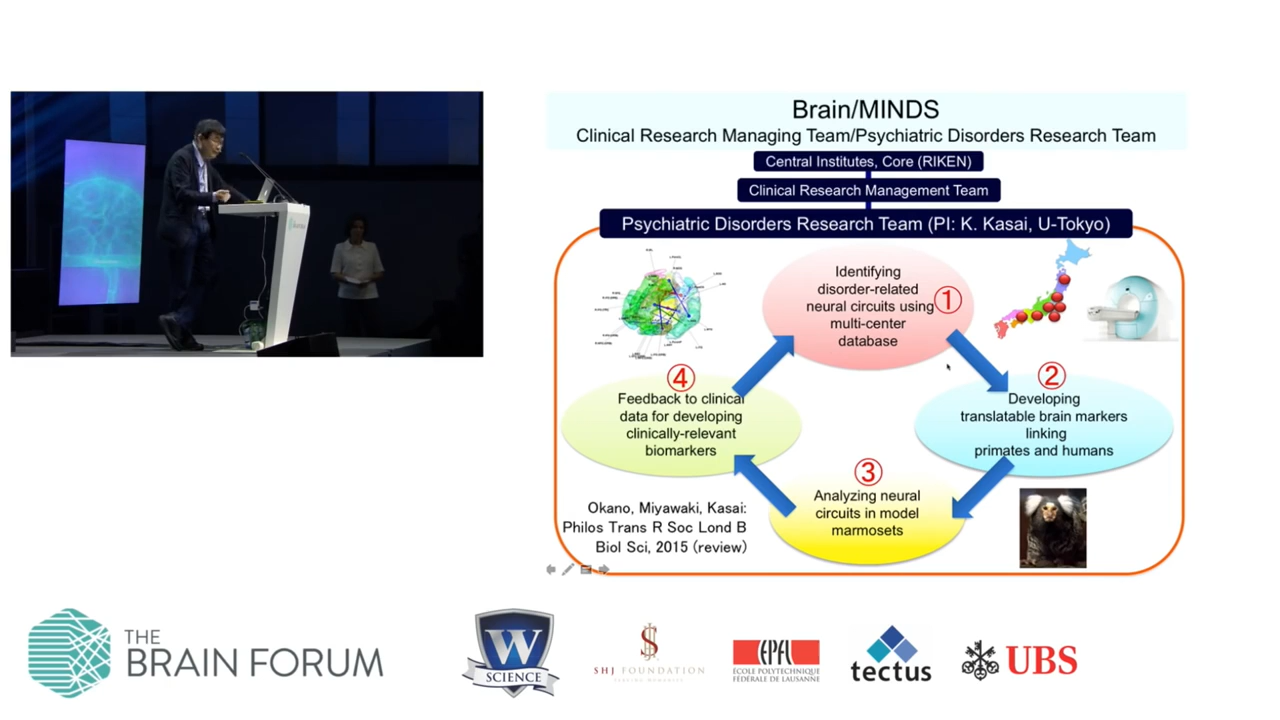 Brain/MINDS
Clinical Research Managing Team/Psychiatric Disorders Research Team
Central Institutes, Core (RIKEN)
Clinical Research Management Team
Psychiatric Disorders Research Team (PI: K. Kasai, U-Tokyo)
Identifying
disorder-related
neural circuits using
multi-center
database
①
②
Developing
translatable brain markers
linking
primates and humans
③
Analyzing neural
circuits in model
marmosets
④
Feedback to clinical
data for developing
clinically-relevant
biomarkers
Okano, Miyawaki, Kasai:
Philos Trans R Soc Lond B
Biol Sci, 2015 (review)
THE
BRAIN FORUM
W
SCIENCE
SHJ FOUNDATION
EPFL
ÉCOLE POLYTECHNIQUE
FÉDÉRALE DE LAUSANNE
tectus
UBS